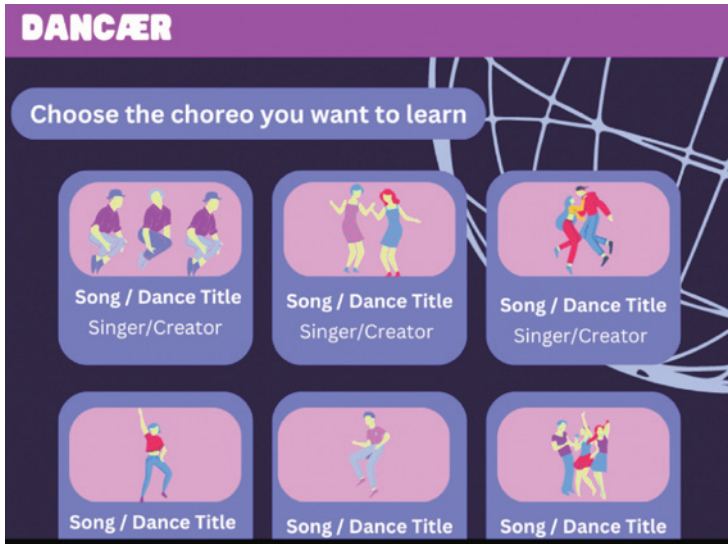 DANCÆR
Choose the choreo you want to learn
Song / Dance Title
Singer/Creator
Song / Dance Title
Singer/Creator
Song / Dance Title
Singer/Creator
Song / Dance Title
Song / Dance Title
Song / Dance Title